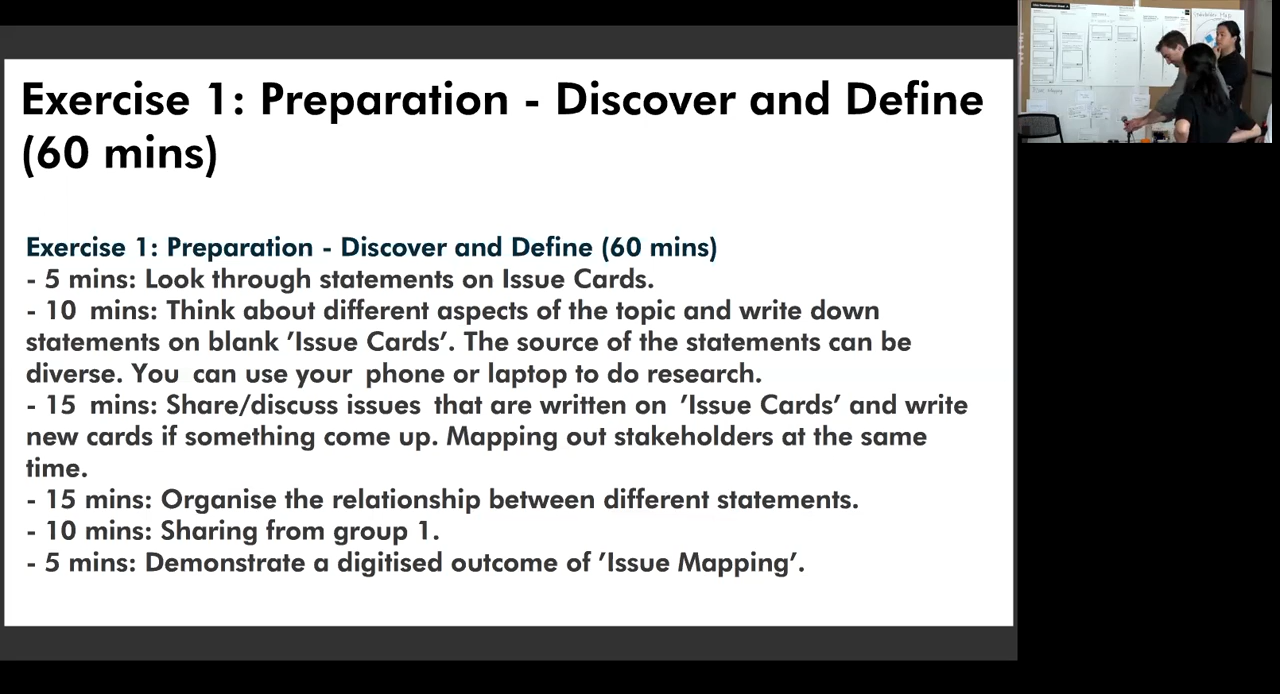 Exercise 1: Preparation - Discover and Define
(60 mins)
Exercise 1: Preparation - Discover and Define (60 mins)
- 5 mins: Look through statements on Issue Cards.
- 10 mins: Think about different aspects of the topic and write down
statements on blank ’Issue Cards’. The source of the statements can be
diverse. You can use your phone or laptop to do research.
- 15 mins: Share/discuss issues that are written on ’Issue Cards’ and write
new cards if something come up. Mapping out stakeholders at the same
time.
- 15 mins: Organise the relationship between different statements.
- 10 mins: Sharing from group 1.
- 5 mins: Demonstrate a digitised outcome of ’Issue Mapping’.